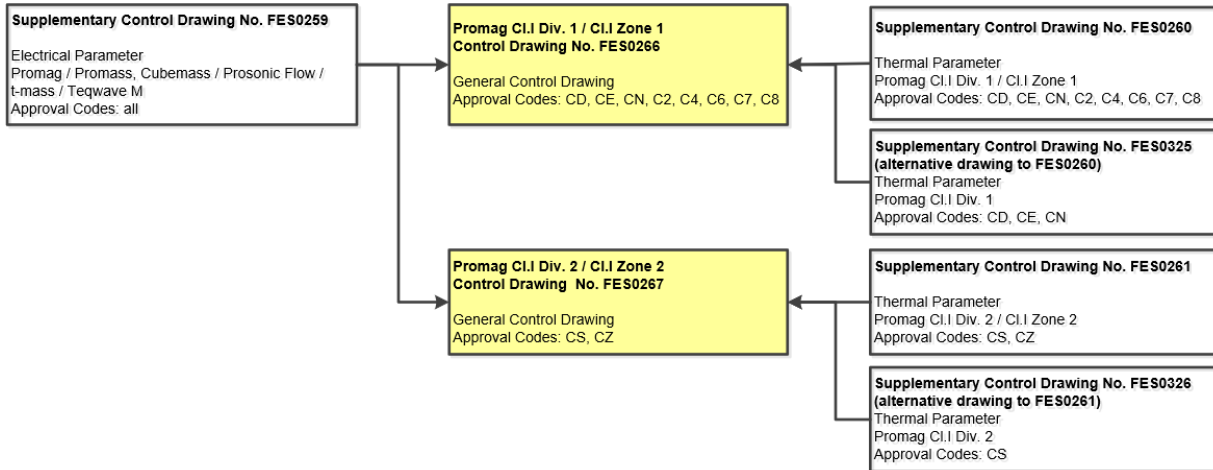 Supplementary Control Drawing No. FES0259
Electrical Parameter
Promag / Promass, Cubemass / Prosonic Flow /
t-mass / Teqwave M
Approval Codes: all
Promag Cl.I Div. 1 / Cl.I Zone 1
Control Drawing No. FES0266
General Control Drawing
Approval Codes: CD, CE, CN, C2, C4, C6, C7, C8
Supplementary Control Drawing No. FES0260
Thermal Parameter
Promag Cl.I Div. 1 / Cl.I Zone 1
Approval Codes: CD, CE, CN, C2, C4, C6, C7, C8
Supplementary Control Drawing No. FES0325
(alternative drawing to FES0260)
Thermal Parameter
Promag Cl.I Div. 1
Approval Codes: CD, CE, CN
Promag Cl.I Div. 2 / Cl.I Zone 2
Control Drawing  No. FES0267
General Control Drawing
Approval Codes: CS, CZ
Supplementary Control Drawing No. FES0261
Thermal Parameter
Promag Cl.I Div. 2 / Cl.I Zone 2
Approval Codes: CS, CZ
Supplementary Control Drawing No. FES0326
(alternative drawing to FES0261)
Thermal Parameter
Promag Cl.I Div. 2
Approval Codes: CS